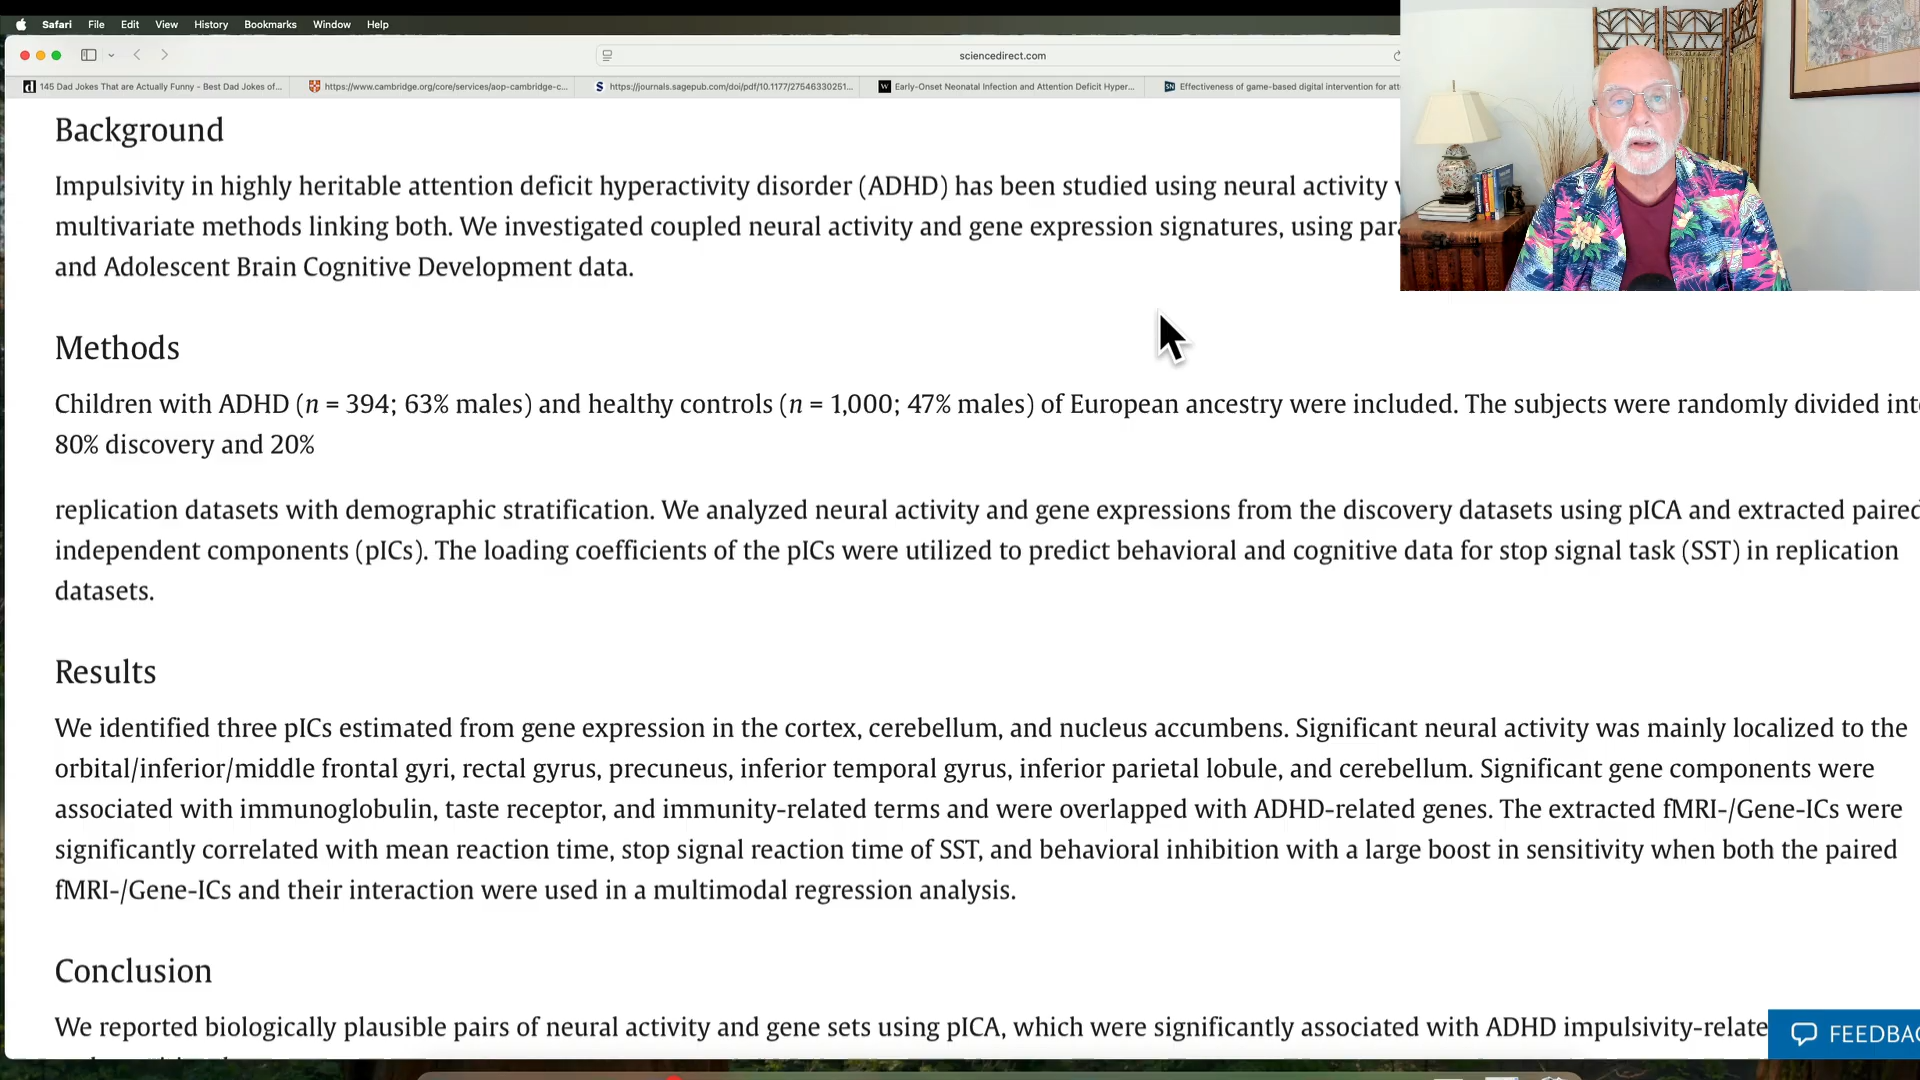 Safari File Edit View History Bookmarks Window Help
sciencedirect.com
145 Dad Jokes That are Actually Funny - Best Dad Jokes of...
https://www.cambridge.org/core/services/aop-cambridge-c...
https://journals.sagepub.com/doi/pdf/10.1177/27546330251...
Early-Onset Neonatal Infection and Attention Deficit Hyper...
Effectiveness of game-based digital intervention for att
Background
Impulsivity in highly heritable attention deficit hyperactivity disorder (ADHD) has been studied using neural activity
multivariate methods linking both. We investigated coupled neural activity and gene expression signatures, using par
and Adolescent Brain Cognitive Development data.
Methods
Children with ADHD (n = 394; 63% males) and healthy controls (n = 1,000; 47% males) of European ancestry were included. The subjects were randomly divided int
80% discovery and 20%
replication datasets with demographic stratification. We analyzed neural activity and gene expressions from the discovery datasets using pICA and extracted paired
independent components (pICs). The loading coefficients of the pICs were utilized to predict behavioral and cognitive data for stop signal task (SST) in replication
datasets.
Results
We identified three pICs estimated from gene expression in the cortex, cerebellum, and nucleus accumbens. Significant neural activity was mainly localized to the
orbital/inferior/middle frontal gyri, rectal gyrus, precuneus, inferior temporal gyrus, inferior parietal lobule, and cerebellum. Significant gene components were
associated with immunoglobulin, taste receptor, and immunity-related terms and were overlapped with ADHD-related genes. The extracted fMRI-/Gene-ICs were
significantly correlated with mean reaction time, stop signal reaction time of SST, and behavioral inhibition with a large boost in sensitivity when both the paired
fMRI-/Gene-ICs and their interaction were used in a multimodal regression analysis.
Conclusion
We reported biologically plausible pairs of neural activity and gene sets using pICA, which were significantly associated with ADHD impulsivity-relate
FEEDBAC